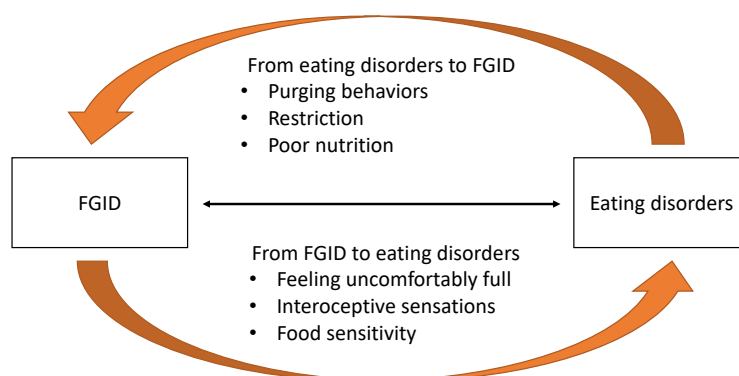 From eating disorders to FGID
• Purging behaviors
• Restriction
• Poor nutrition
FGID
Eating disorders
From FGID to eating disorders
• Feeling uncomfortably full
• Interoceptive sensations
• Food sensitivity